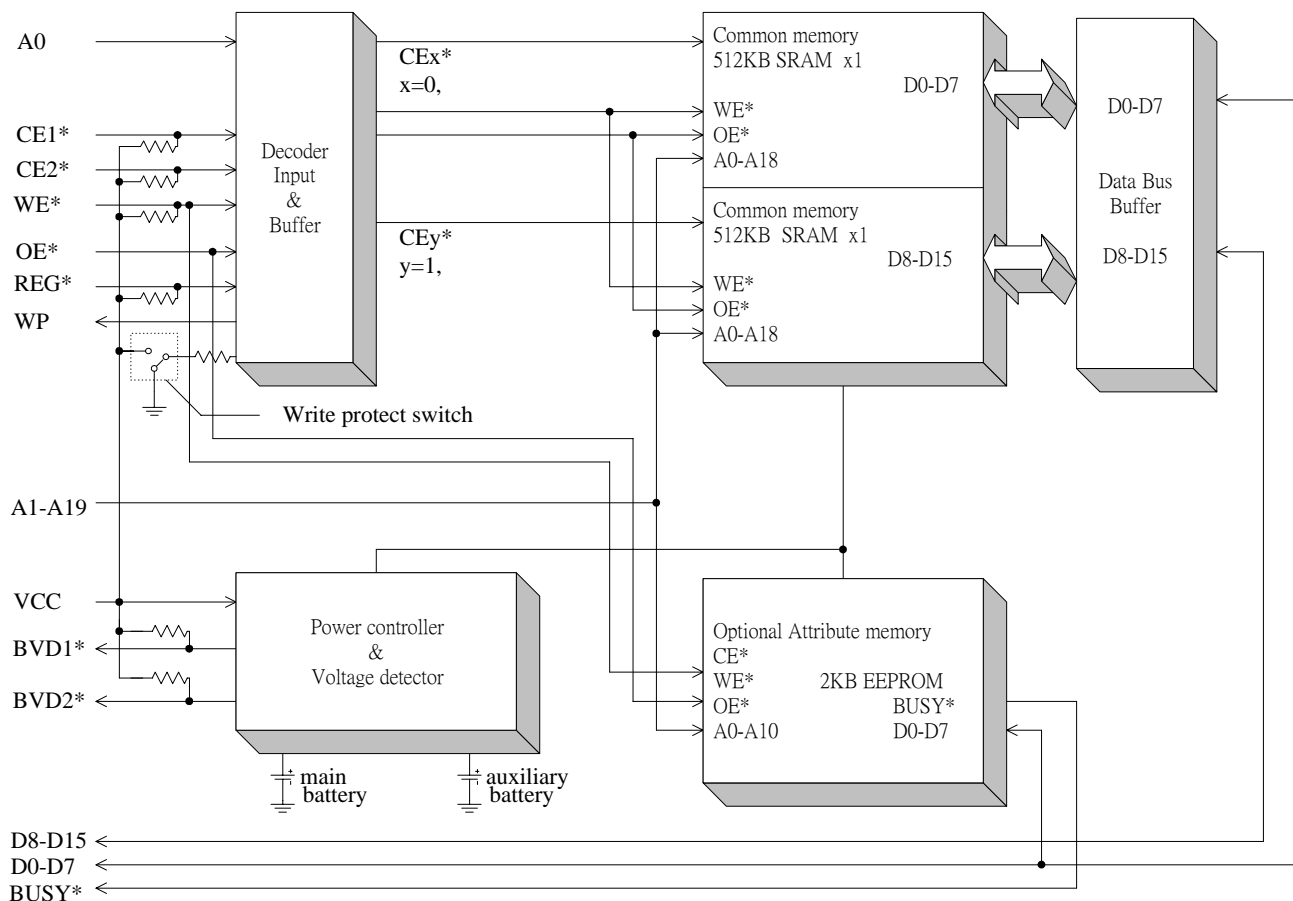 A0
CE1*
CE2*
WE*
OE*
REG*
WP
Decoder
Input
&
Buffer
CEx*
x=0,
CEy*
y=1,
Common memory
512KB SRAM x1
D0-D7
WE*
OE*
A0-A18
Common memory
512KB SRAM x1
D8-D15
WE*
OE*
A0-A18
D0-D7
Data Bus
Buffer
D8-D15
Write protect switch
A1-A19
VCC
BVD1*
BVD2*
Power controller
&
Voltage detector
main
battery
auxiliary
battery
Optional Attribute memory
CE*
WE*
2KB EEPROM
OE*
BUSY*
A0-A10
D0-D7
D8-D15
D0-D7
BUSY*